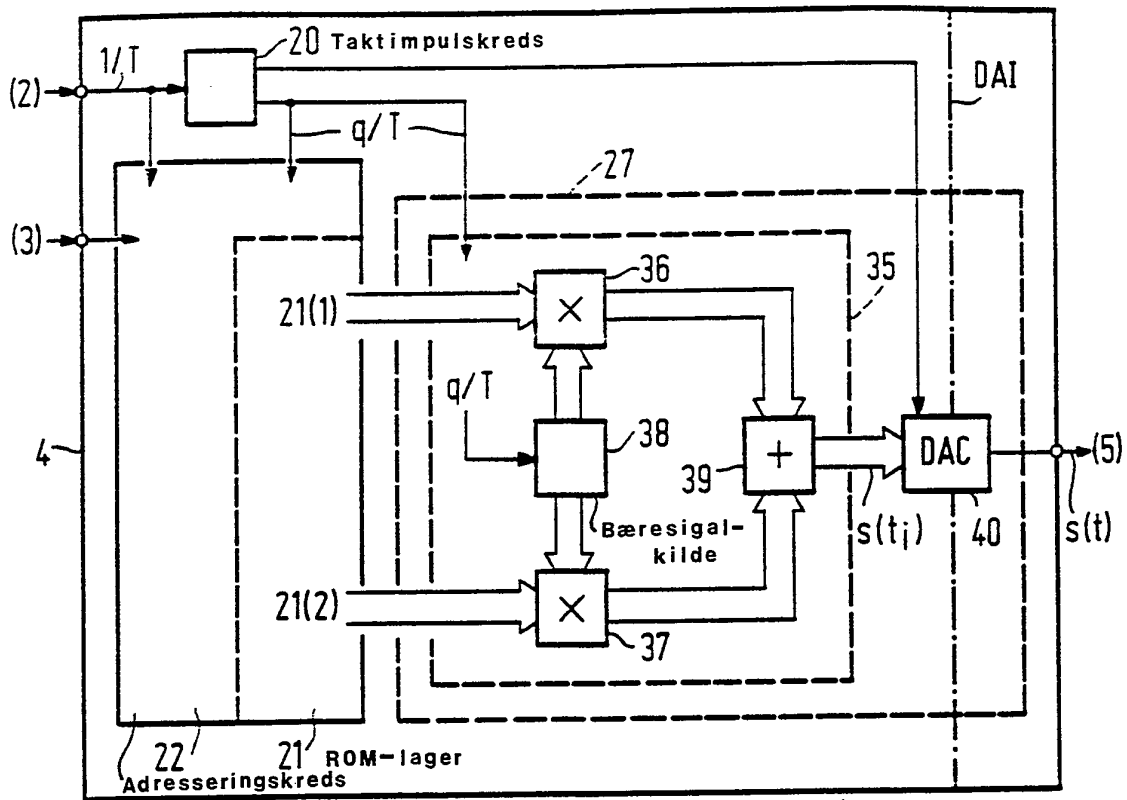 20 Taktimpulskreds
1/T
(2)
DAI
q/T
27
(3)
36
35
21(1)
×
q/T
38
4
39
+
DAC
(5)
Bæresigal-
kilde
s(ti)
40
s(t)
21(2)
×
37
22
21 ROM-lager
Adresseringskreds